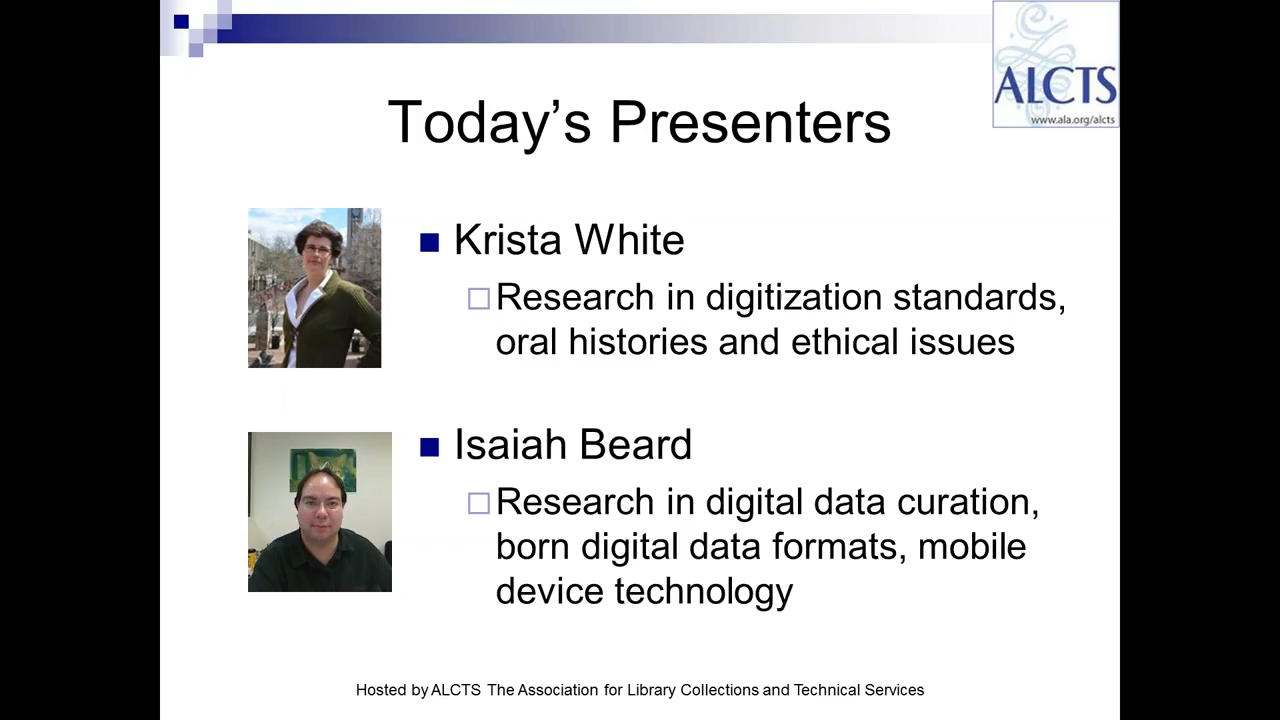 ALCTS
www.ala.org/alcts
Today’s Presenters
Krista White
Research in digitization standards,
oral histories and ethical issues
Isaiah Beard
Research in digital data curation,
born digital data formats, mobile
device technology
Hosted by ALCTS The Association for Library Collections and Technical Services